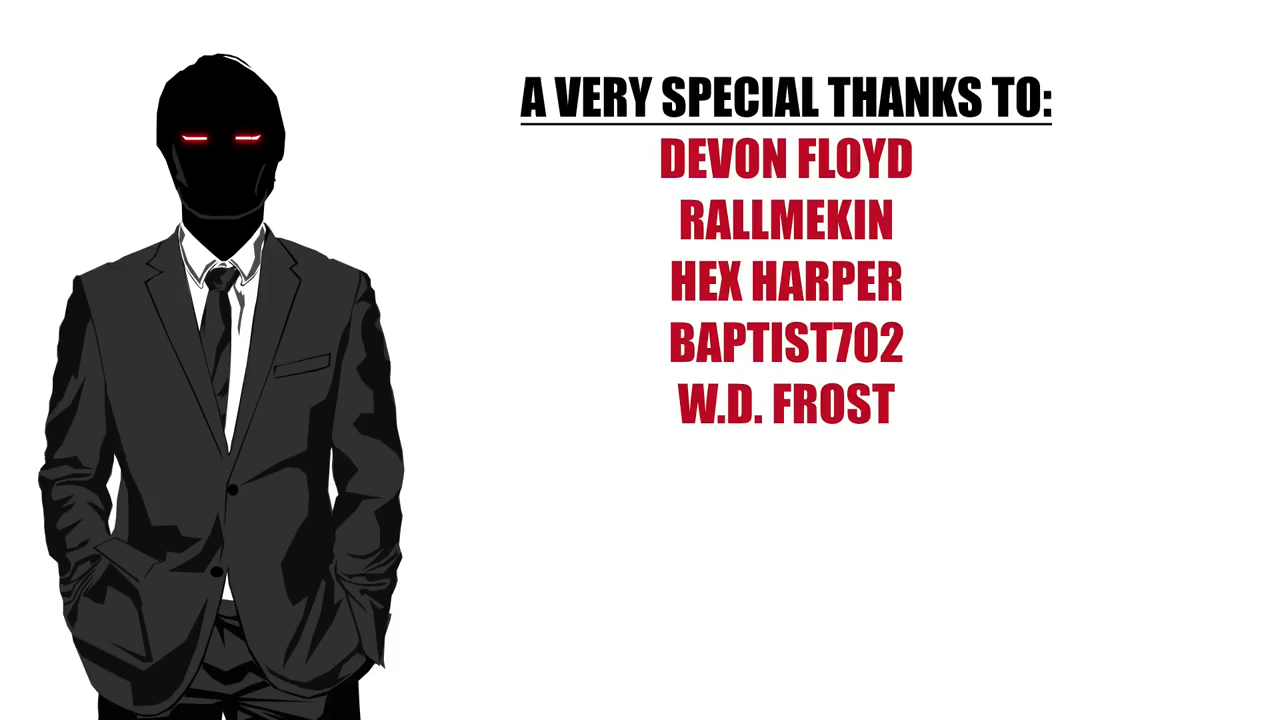 A VERY SPECIAL THANKS TO:
DEVON FLOYD
RALLMEKIN
HEX HARPER
BAPTIST702
W.D. FROST